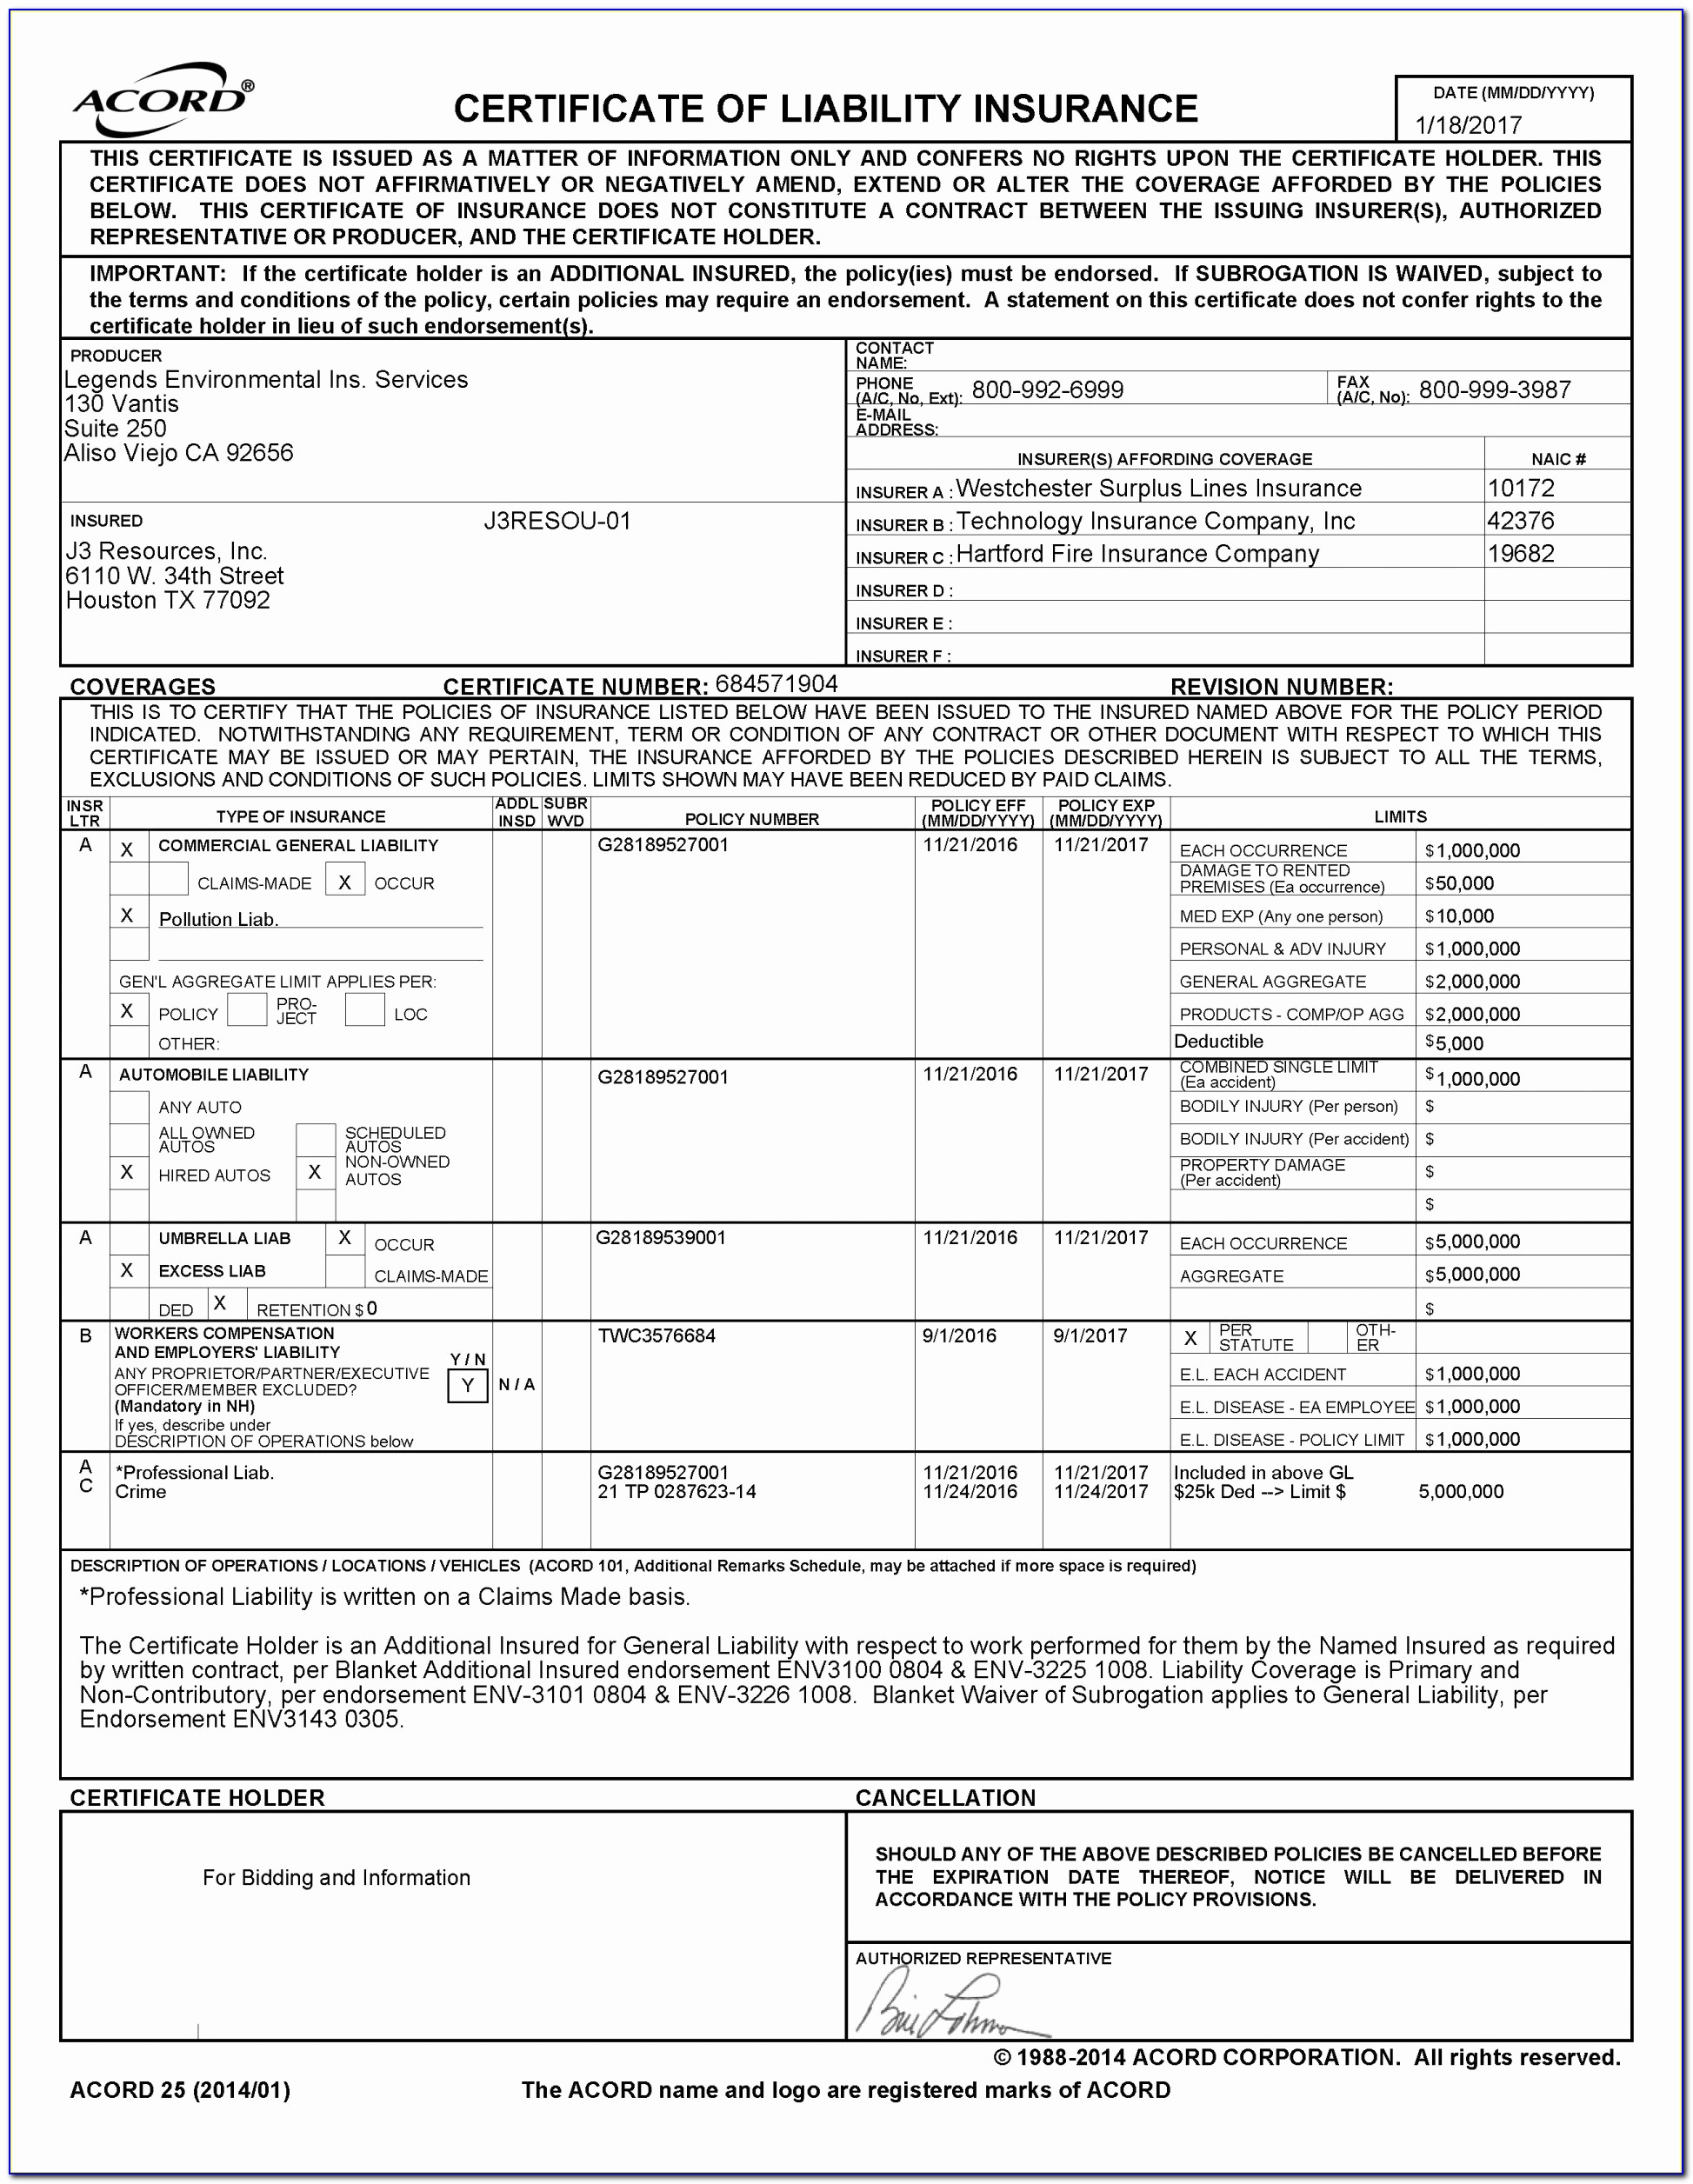 ACORD®
CERTIFICATE OF LIABILITY INSURANCE
DATE (MM/DD/YYYY)
1/18/2017
THIS CERTIFICATE IS ISSUED AS A MATTER OF INFORMATION ONLY AND CONFERS NO RIGHTS UPON THE CERTIFICATE HOLDER. THIS
CERTIFICATE DOES NOT AFFIRMATIVELY OR NEGATIVELY AMEND, EXTEND OR ALTER THE COVERAGE AFFORDED BY THE POLICIES
BELOW. THIS CERTIFICATE OF INSURANCE DOES NOT CONSTITUTE A CONTRACT BETWEEN THE ISSUING INSURER(S), AUTHORIZED
REPRESENTATIVE OR PRODUCER, AND THE CERTIFICATE HOLDER.
IMPORTANT: If the certificate holder is an ADDITIONAL INSURED, the policy(ies) must be endorsed. If SUBROGATION IS WAIVED, subject to
the terms and conditions of the policy, certain policies may require an endorsement. A statement on this certificate does not confer rights to the
certificate holder in lieu of such endorsement(s).
PRODUCER
Legends Environmental Ins. Services
130 Vantis
Suite 250
Aliso Viejo CA 92656
CONTACT
NAME:
PHONE
(A/C, No, Ext): 800-992-6999
FAX
(A/C, No): 800-999-3987
E-MAIL
ADDRESS:
INSURER(S) AFFORDING COVERAGE NAIC #
INSURER A : Westchester Surplus Lines Insurance 10172
INSURED J3RESOU-01
J3 Resources, Inc.
6110 W. 34th Street
Houston TX 77092
INSURER B : Technology Insurance Company, Inc 42376
INSURER C : Hartford Fire Insurance Company 19682
INSURER D :
INSURER E :
INSURER F :
COVERAGES CERTIFICATE NUMBER: 684571904 REVISION NUMBER:
THIS IS TO CERTIFY THAT THE POLICIES OF INSURANCE LISTED BELOW HAVE BEEN ISSUED TO THE INSURED NAMED ABOVE FOR THE POLICY PERIOD
INDICATED. NOTWITHSTANDING ANY REQUIREMENT, TERM OR CONDITION OF ANY CONTRACT OR OTHER DOCUMENT WITH RESPECT TO WHICH THIS
CERTIFICATE MAY BE ISSUED OR MAY PERTAIN, THE INSURANCE AFFORDED BY THE POLICIES DESCRIBED HEREIN IS SUBJECT TO ALL THE TERMS,
EXCLUSIONS AND CONDITIONS OF SUCH POLICIES. LIMITS SHOWN MAY HAVE BEEN REDUCED BY PAID CLAIMS.
INSR
LTR
TYPE OF INSURANCE
ADDL
INSD
SUBR
WVD
POLICY NUMBER
POLICY EFF
(MM/DD/YYYY)
POLICY EXP
(MM/DD/YYYY)
LIMITS
A X COMMERCIAL GENERAL LIABILITY G28189527001 11/21/2016 11/21/2017
CLAIMS-MADE X OCCUR
X Pollution Liab.
GEN'L AGGREGATE LIMIT APPLIES PER:
X POLICY
PRO-
JECT
LOC
OTHER:
EACH OCCURRENCE $1,000,000
DAMAGE TO RENTED
PREMISES (Ea occurrence) $50,000
MED EXP (Any one person) $10,000
PERSONAL & ADV INJURY $1,000,000
GENERAL AGGREGATE $2,000,000
PRODUCTS - COMP/OP AGG $2,000,000
Deductible $5,000
A AUTOMOBILE LIABILITY G28189527001 11/21/2016 11/21/2017
ANY AUTO
ALL OWNED
AUTOS
SCHEDULED
AUTOS
X HIRED AUTOS
X NON-OWNED
AUTOS
COMBINED SINGLE LIMIT
(Ea accident) $1,000,000
BODILY INJURY (Per person) $
BODILY INJURY (Per accident) $
PROPERTY DAMAGE
(Per accident) $
$
A UMBRELLA LIAB X OCCUR G28189539001 11/21/2016 11/21/2017
X EXCESS LIAB CLAIMS-MADE
DED X RETENTION $ 0
EACH OCCURRENCE $5,000,000
AGGREGATE $5,000,000
$
B WORKERS COMPENSATION TWC3576684 9/1/2016 9/1/2017
AND EMPLOYERS' LIABILITY
Y / N
ANY PROPRIETOR/PARTNER/EXECUTIVE
OFFICER/MEMBER EXCLUDED? Y N / A
(Mandatory in NH)
If yes, describe under
DESCRIPTION OF OPERATIONS below
X PER
STATUTE
OTH-
ER
E.L. EACH ACCIDENT $1,000,000
E.L. DISEASE - EA EMPLOYEE $1,000,000
E.L. DISEASE - POLICY LIMIT $1,000,000
A *Professional Liab. G28189527001 11/21/2016 11/21/2017 Included in above GL
C Crime 21 TP 0287623-14 11/24/2016 11/24/2017 $25k Ded --> Limit $ 5,000,000
DESCRIPTION OF OPERATIONS / LOCATIONS / VEHICLES (ACORD 101, Additional Remarks Schedule, may be attached if more space is required)
*Professional Liability is written on a Claims Made basis.
The Certificate Holder is an Additional Insured for General Liability with respect to work performed for them by the Named Insured as required
by written contract, per Blanket Additional Insured endorsement ENV3100 0804 & ENV-3225 1008. Liability Coverage is Primary and
Non-Contributory, per endorsement ENV-3101 0804 & ENV-3226 1008. Blanket Waiver of Subrogation applies to General Liability, per
Endorsement ENV3143 0305.
CERTIFICATE HOLDER
For Bidding and Information
CANCELLATION
SHOULD ANY OF THE ABOVE DESCRIBED POLICIES BE CANCELLED BEFORE
THE EXPIRATION DATE THEREOF, NOTICE WILL BE DELIVERED IN
ACCORDANCE WITH THE POLICY PROVISIONS.
AUTHORIZED REPRESENTATIVE
© 1988-2014 ACORD CORPORATION. All rights reserved.
ACORD 25 (2014/01) The ACORD name and logo are registered marks of ACORD